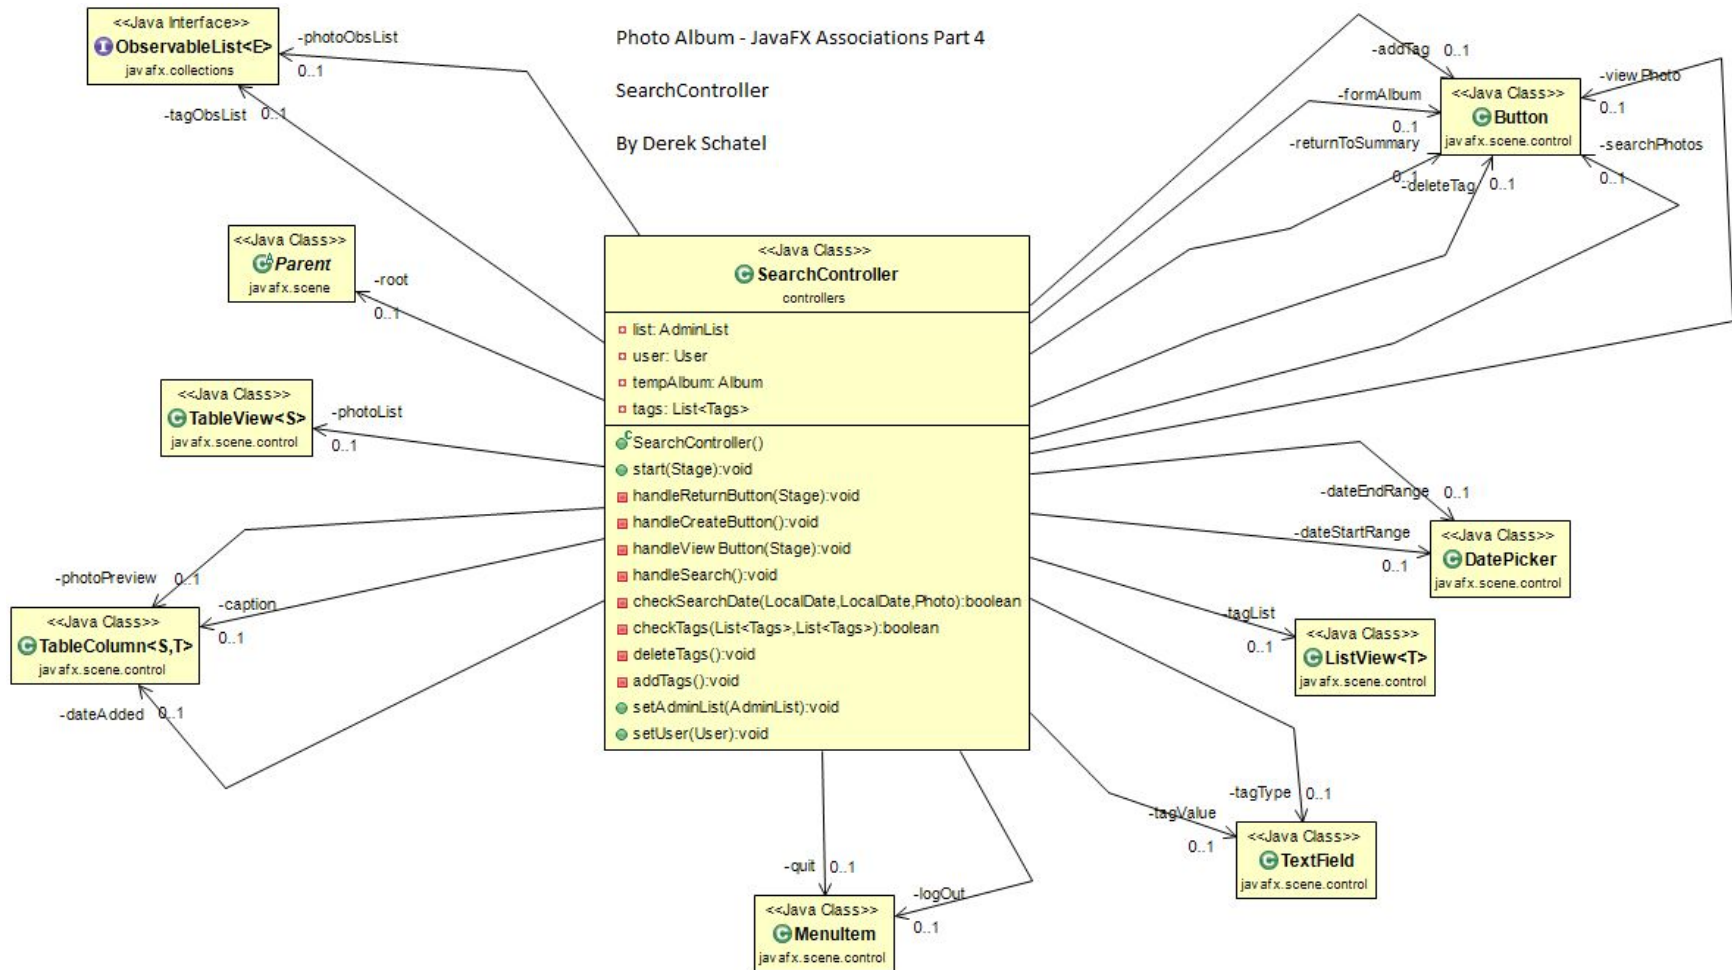 <<Java Interface>>
ObservableList<E>
javafx.collections
-photoObsList
0..1
-tagObsList
0..1
Photo Album - JavaFX Associations Part 4
SearchController
By Derek Schatel
-addTag
0..1
-formAlbum
0..1
-returnToSummary
0..1
-deleteTag
0..1
-viewPhoto
0..1
-searchPhotos
0..1
<<Java Class>>
Button
javafx.scene.control
<<Java Class>>
Parent
javafx.scene
-root
0..1
<<Java Class>>
TableView<S>
javafx.scene.control
-photoList
0..1
<<Java Class>>
SearchController
controllers
list: AdminList
user: User
tempAlbum: Album
tags: List<Tags>
SearchController()
start(Stage):void
handleReturnButton(Stage):void
handleCreateButton():void
handleViewButton(Stage):void
handleSearch():void
checkSearchDate(LocalDate,LocalDate,Photo):boolean
checkTags(List<Tags>,List<Tags>):boolean
deleteTags():void
addTags():void
setAdminList(AdminList):void
setUser(User):void
-dateEndRange
0..1
-dateStartRange
0..1
<<Java Class>>
DatePicker
javafx.scene.control
-photoPreview
0..1
-caption
0..1
<<Java Class>>
TableColumn<S,T>
javafx.scene.control
-dateAdded
0..1
-tagList
0..1
<<Java Class>>
ListView<T>
javafx.scene.control
-tagType
0..1
-tagValue
0..1
<<Java Class>>
TextField
javafx.scene.control
-quit
0..1
-logOut
0..1
<<Java Class>>
MenuItem
javafx.scene.control